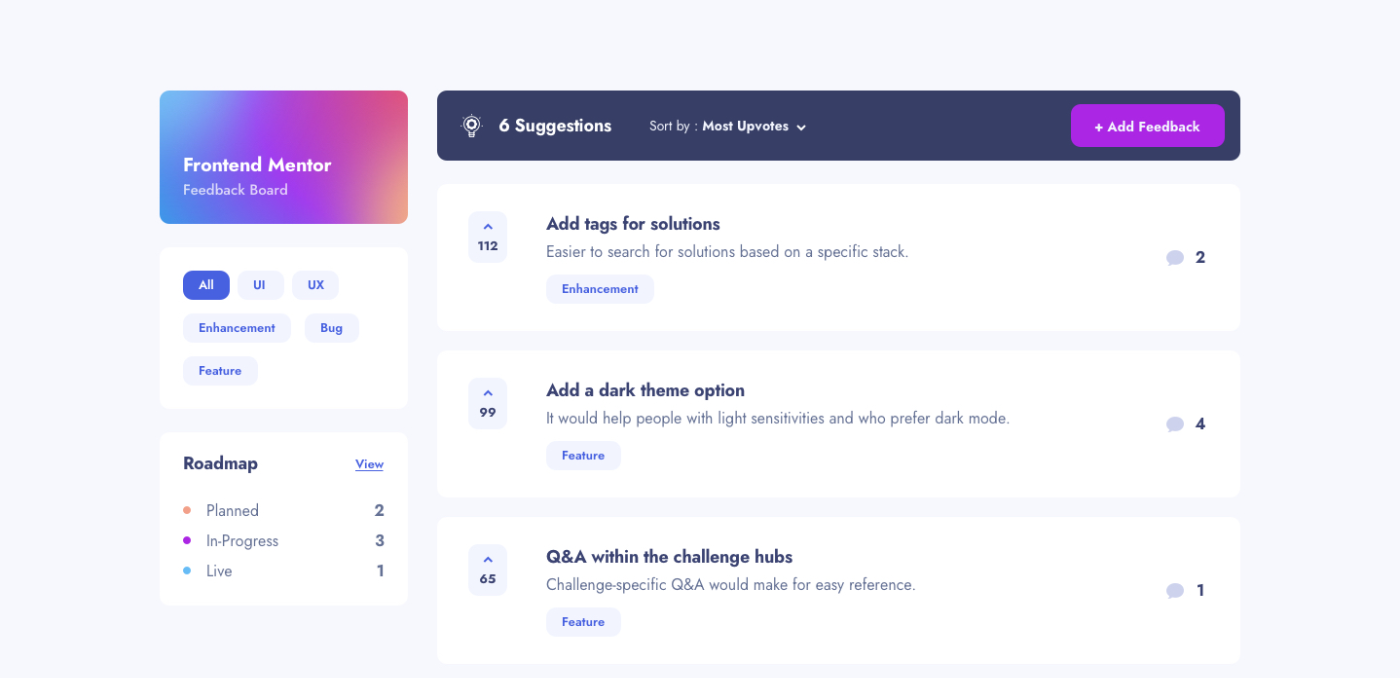 Frontend Mentor
Feedback Board
All UI UX
Enhancement Bug
Feature
Roadmap View
Planned 2
In-Progress 3
Live 1
6 Suggestions Sort by : Most Upvotes + Add Feedback
112
Add tags for solutions
Easier to search for solutions based on a specific stack.
Enhancement
2
99
Add a dark theme option
It would help people with light sensitivities and who prefer dark mode.
Feature
4
65
Q&A within the challenge hubs
Challenge-specific Q&A would make for easy reference.
Feature
1